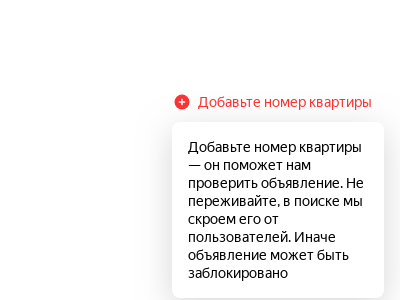 Добавьте номер квартиры
Добавьте номер квартиры
— он поможет нам
проверить объявление. Не
переживайте, в поиске мы
скроем его от
пользователей. Иначе
объявление может быть
заблокировано